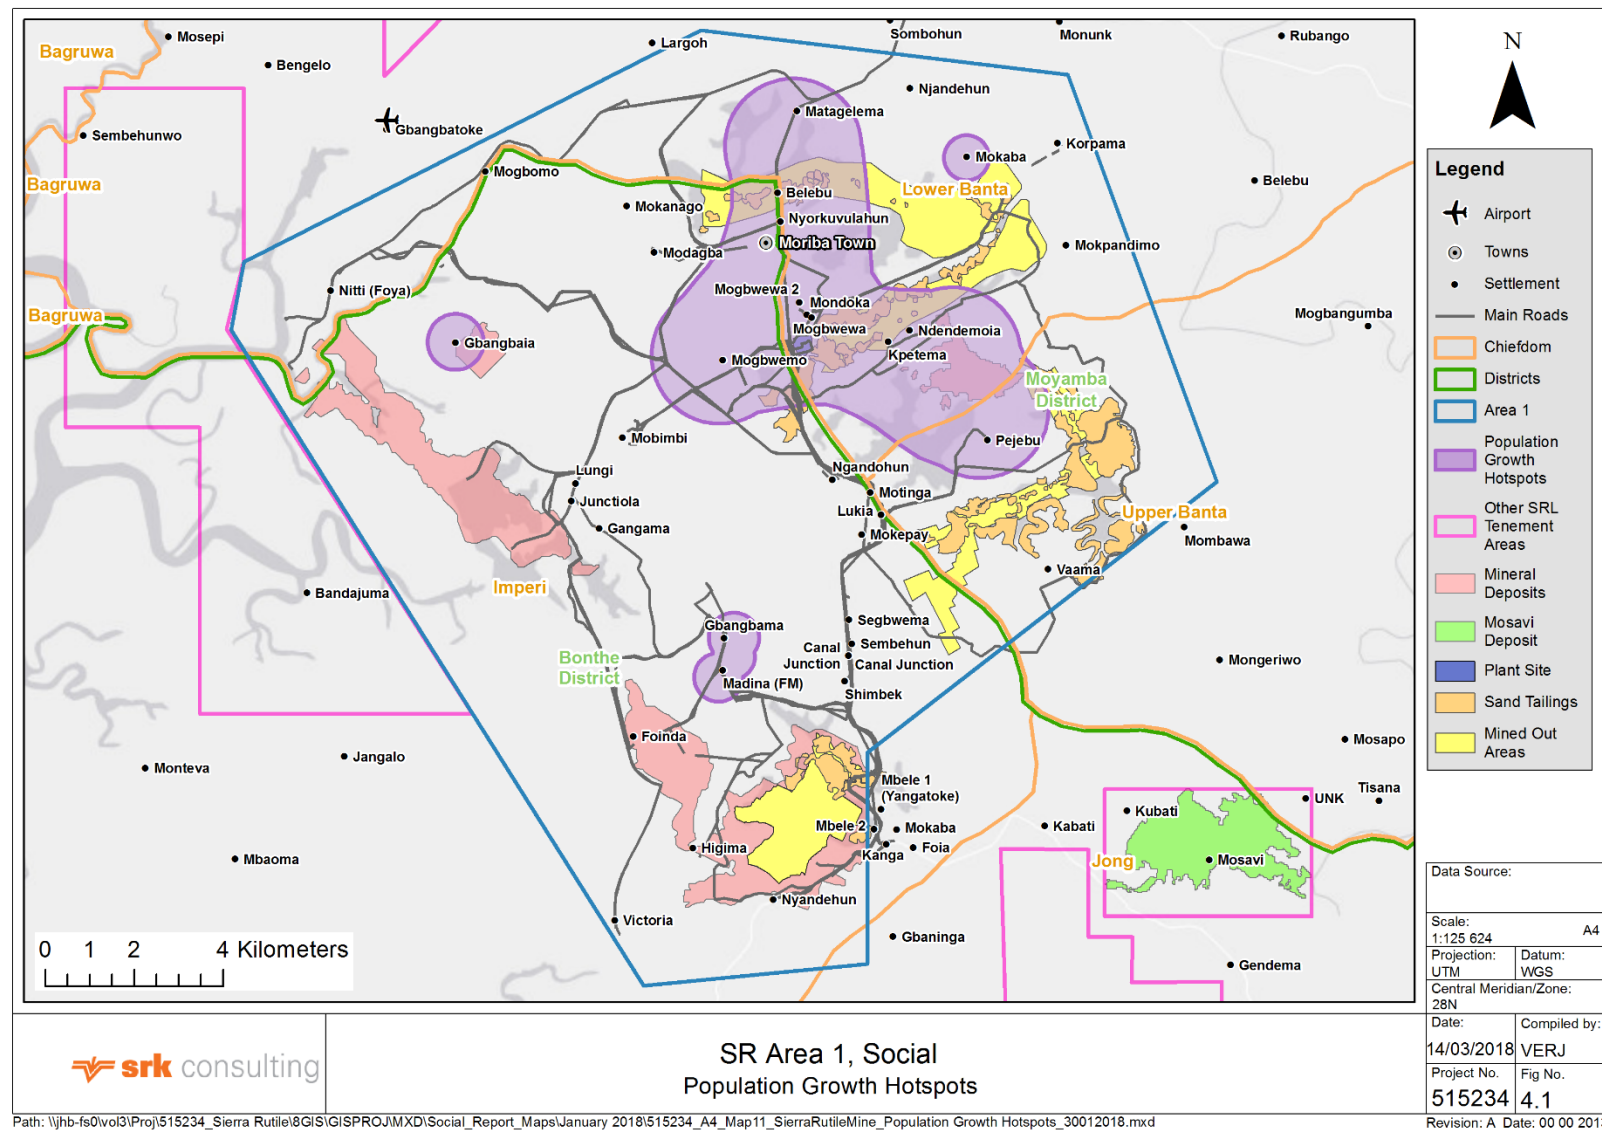 Mosepi
Bagruwa
Bengelo
Largoh
Sombohun
Monunk
Rubango
Njandehun
Gbangbatoke
Sembehunwo
Matagelema
Korpama
Mokaba
Mogbomo
Bagruwa
Belebu
Lower Banta
Belebu
Mokanago
Nyorkuvulahun
Moriba Town
Mokpandimo
Modagba
Nitti (Foya)
Mogbwewa 2
Mondoka
Mogbwewa
Ndendemoia
Mogbangumba
Bagruwa
Gbangbaia
Kpetema
Mogbwemo
Moyamba
District
Mobimbi
Pejebu
Lungi
Ngandohun
Junctiola
Motinga
Lukia
Upper Banta
Gangama
Mokepay
Mombawa
Vaama
Imperi
Bandajuma
Gbangbama
Segbwema
Sembehun
Canal
Junction
Canal Junction
Bonthe
District
Madina (FM)
Shimbek
Mongeriwo
Foinda
Mosapo
Jangalo
Monteva
Mbele 1
(Yangatoke)
Tisana
UNK
Kubati
Mbele 2
Mokaba
Kabati
Higima
Kanga
Foia
Jong
Mosavi
Mbaoma
Nyandehun
Victoria
Gbaninga
Gendema
0 1 2 4 Kilometers
N
Legend
Airport
Towns
Settlement
Main Roads
Chiefdom
Districts
Area 1
Population
Growth
Hotspots
Other SRL
Tenement
Areas
Mineral
Deposits
Mosavi
Deposit
Plant Site
Sand Tailings
Mined Out
Areas
Data Source:
Scale:
1:125 624
A4
Projection:
UTM
Datum:
WGS
Central Meridian/Zone:
28N
Date:
14/03/2018
Compiled by:
VERJ
Project No.
515234
Fig No.
4.1
srk consulting
SR Area 1, Social
Population Growth Hotspots
Path: \\jhb-fs0\vol3\Proj\515234_Sierra Rutile\8GIS\GISPROJ\MXD\Social_Report_Maps\January 2018\515234_A4_Map11_SierraRutileMine_Population Growth Hotspots_30012018.mxd
Revision: A Date: 00 00 2013